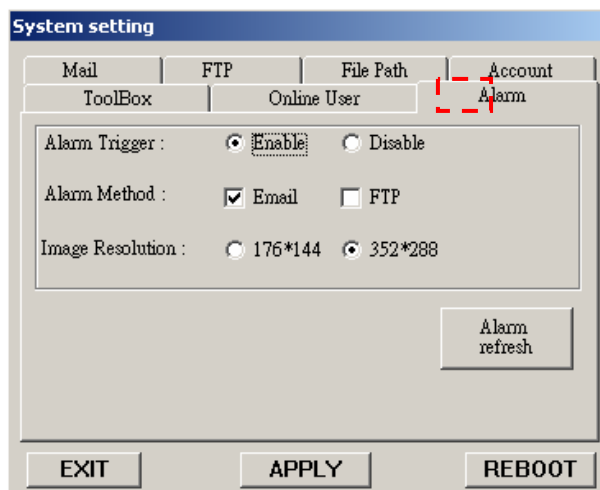 System setting
Mail FTP File Path Account
ToolBox Online User Alarm
Alarm Trigger : Enable Disable
Alarm Method : Email FTP
Image Resolution : 176*144 352*288
Alarm
refresh
EXIT APPLY REBOOT